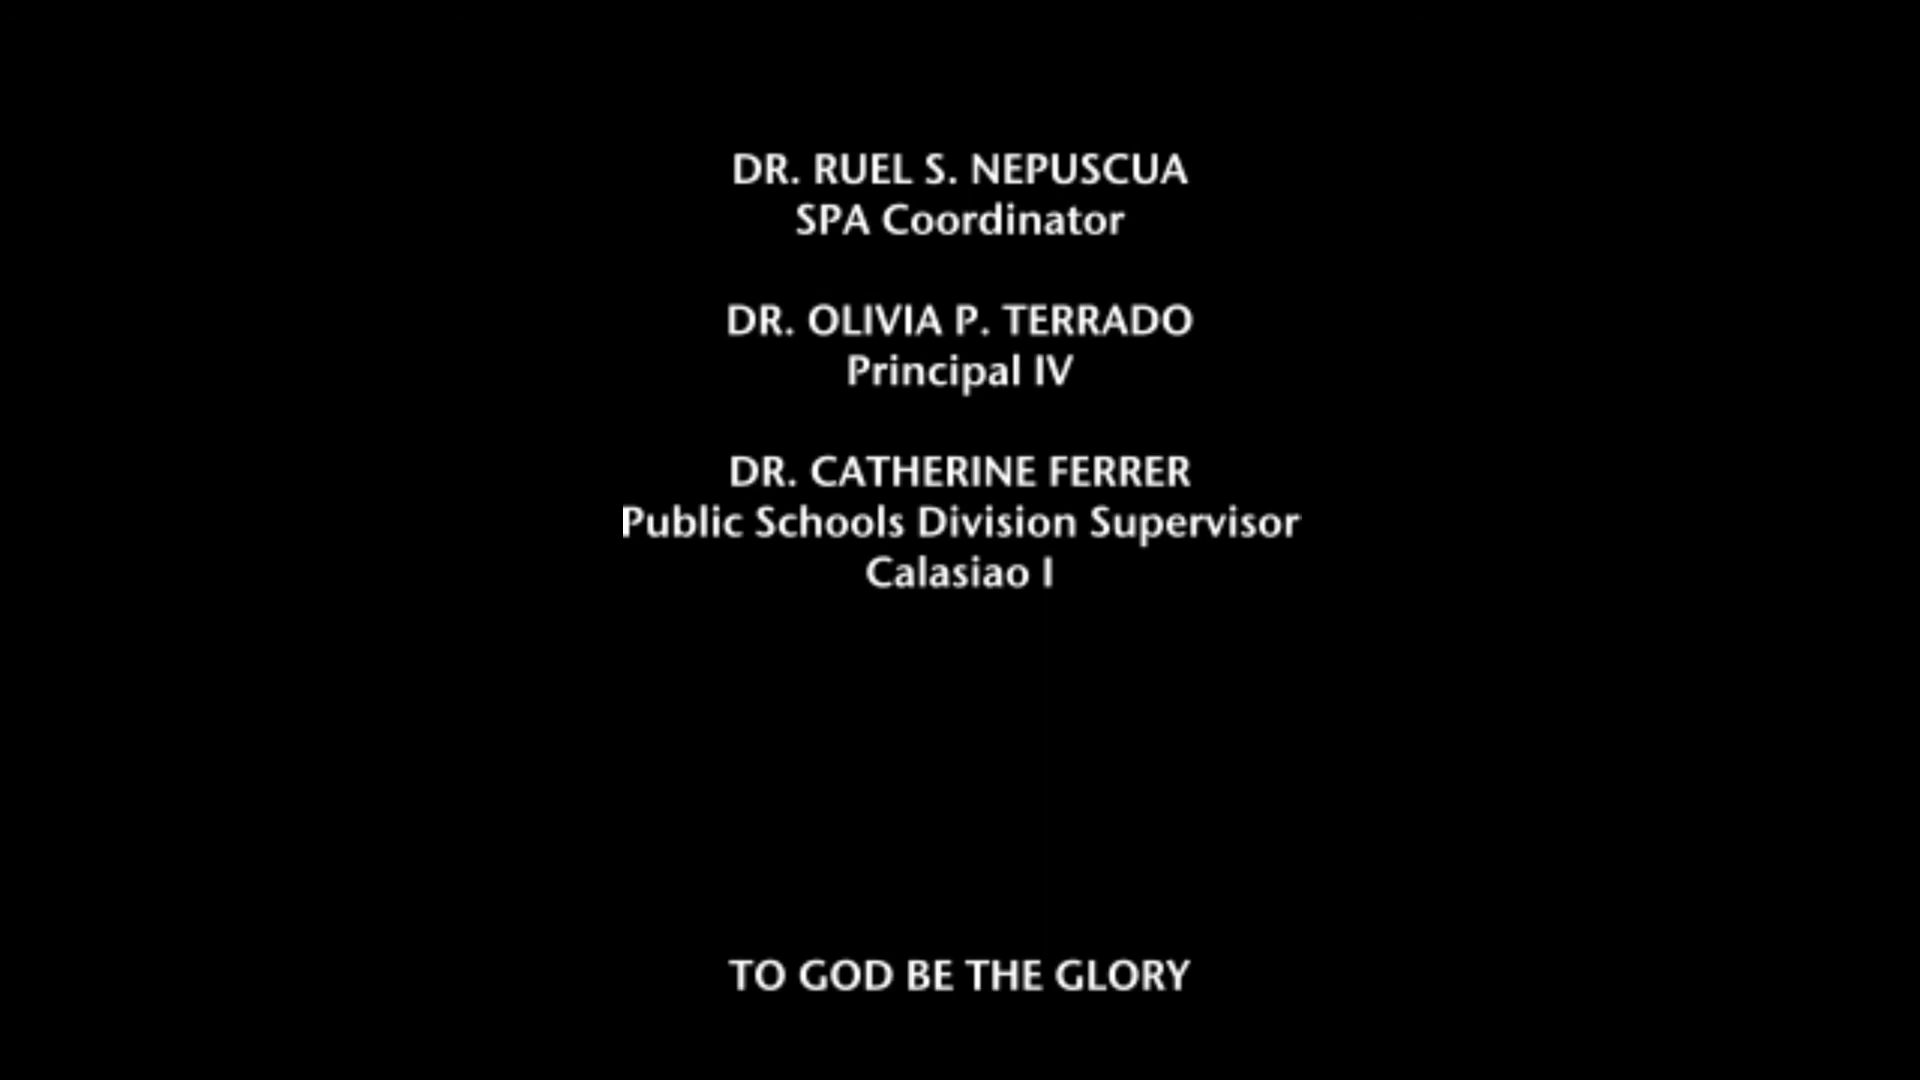 DR. RUEL S. NEPUSCUA
SPA Coordinator
DR. OLIVIA P. TERRADO
Principal IV
DR. CATHERINE FERRER
Public Schools Division Supervisor
Calasiao I
TO GOD BE THE GLORY